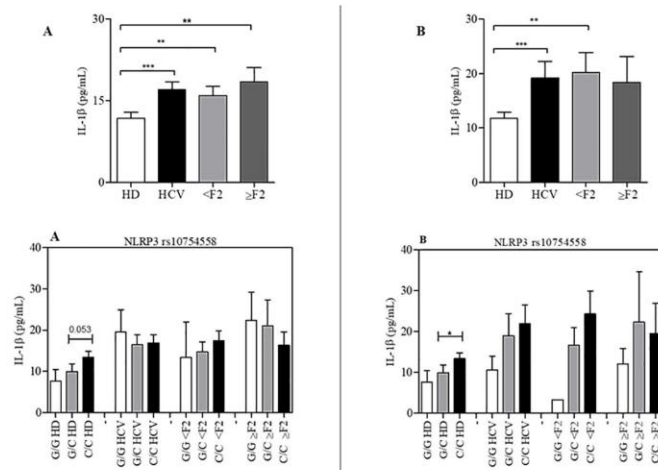 A
**
**
***
30
15
0
IL-1β (pg/mL)
HD HCV <F2 ≥F2
B
**
***
30
20
10
0
IL-1β (pg/mL)
HD HCV <F2 ≥F2
A
NLRP3 rs10754558
40
30
20
10
0
IL-1β (pg/mL)
0.053
G/G HD
G/C HD
C/C HD
-
G/G HCV
G/C HCV
C/C HCV
-
G/G <F2
G/C <F2
C/C <F2
-
G/G ≥F2
G/C ≥F2
C/C ≥F2
B
NLRP3 rs10754558
40
30
20
10
0
IL-1β (pg/mL)
*
G/G HD
G/C HD
C/C HD
-
G/G HCV
G/C HCV
C/C HCV
-
G/G <F2
G/C <F2
C/C <F2
-
G/G ≥F2
G/C ≥F2
C/C ≥F2